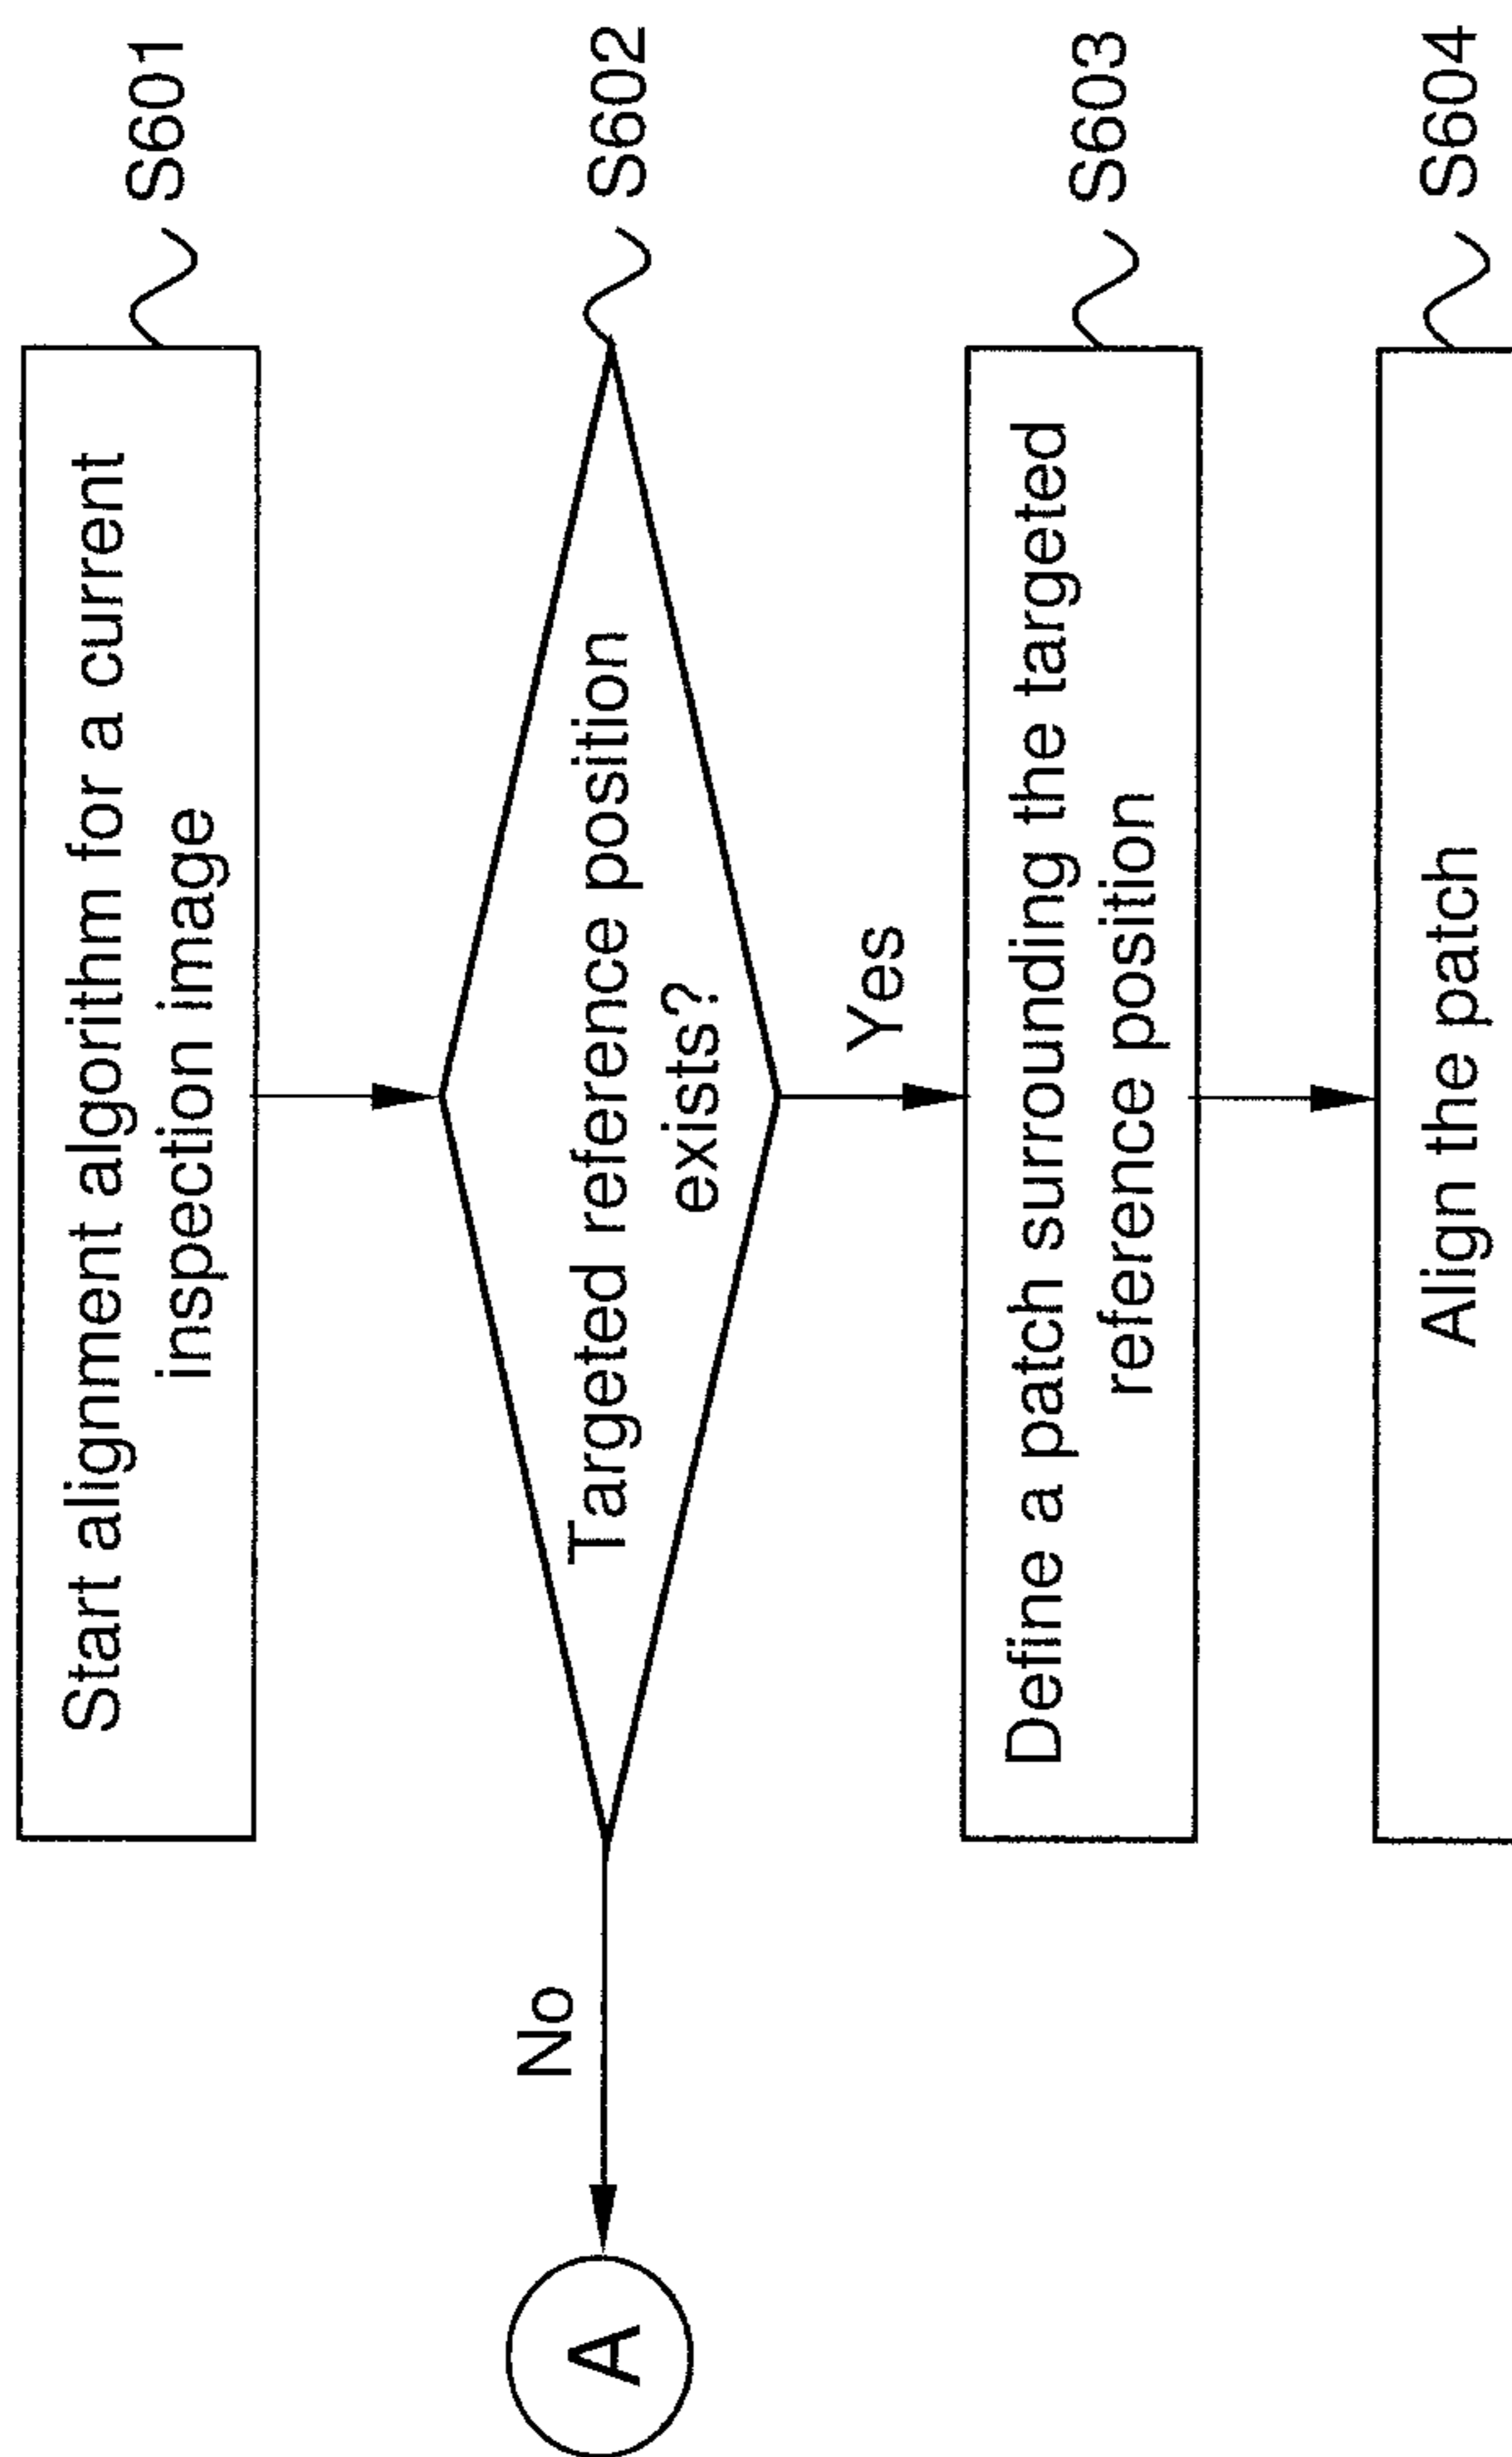 Start alignment algorithm for a current
inspection image
S601
Targeted reference position
exists?
S602
No
A
Yes
Define a patch surrounding the targeted
reference position
S603
Align the patch
S604